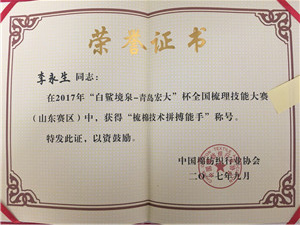 荣誉证书
李永生同志:
在2017年“白鲨境泉-青岛宏大”杯全国梳理技能大赛
(山东赛区)中，获得“梳棉技术拼搏能手”称号。
特发此证，以资鼓励。
中国棉纺织行业协会
二〇一七年九月